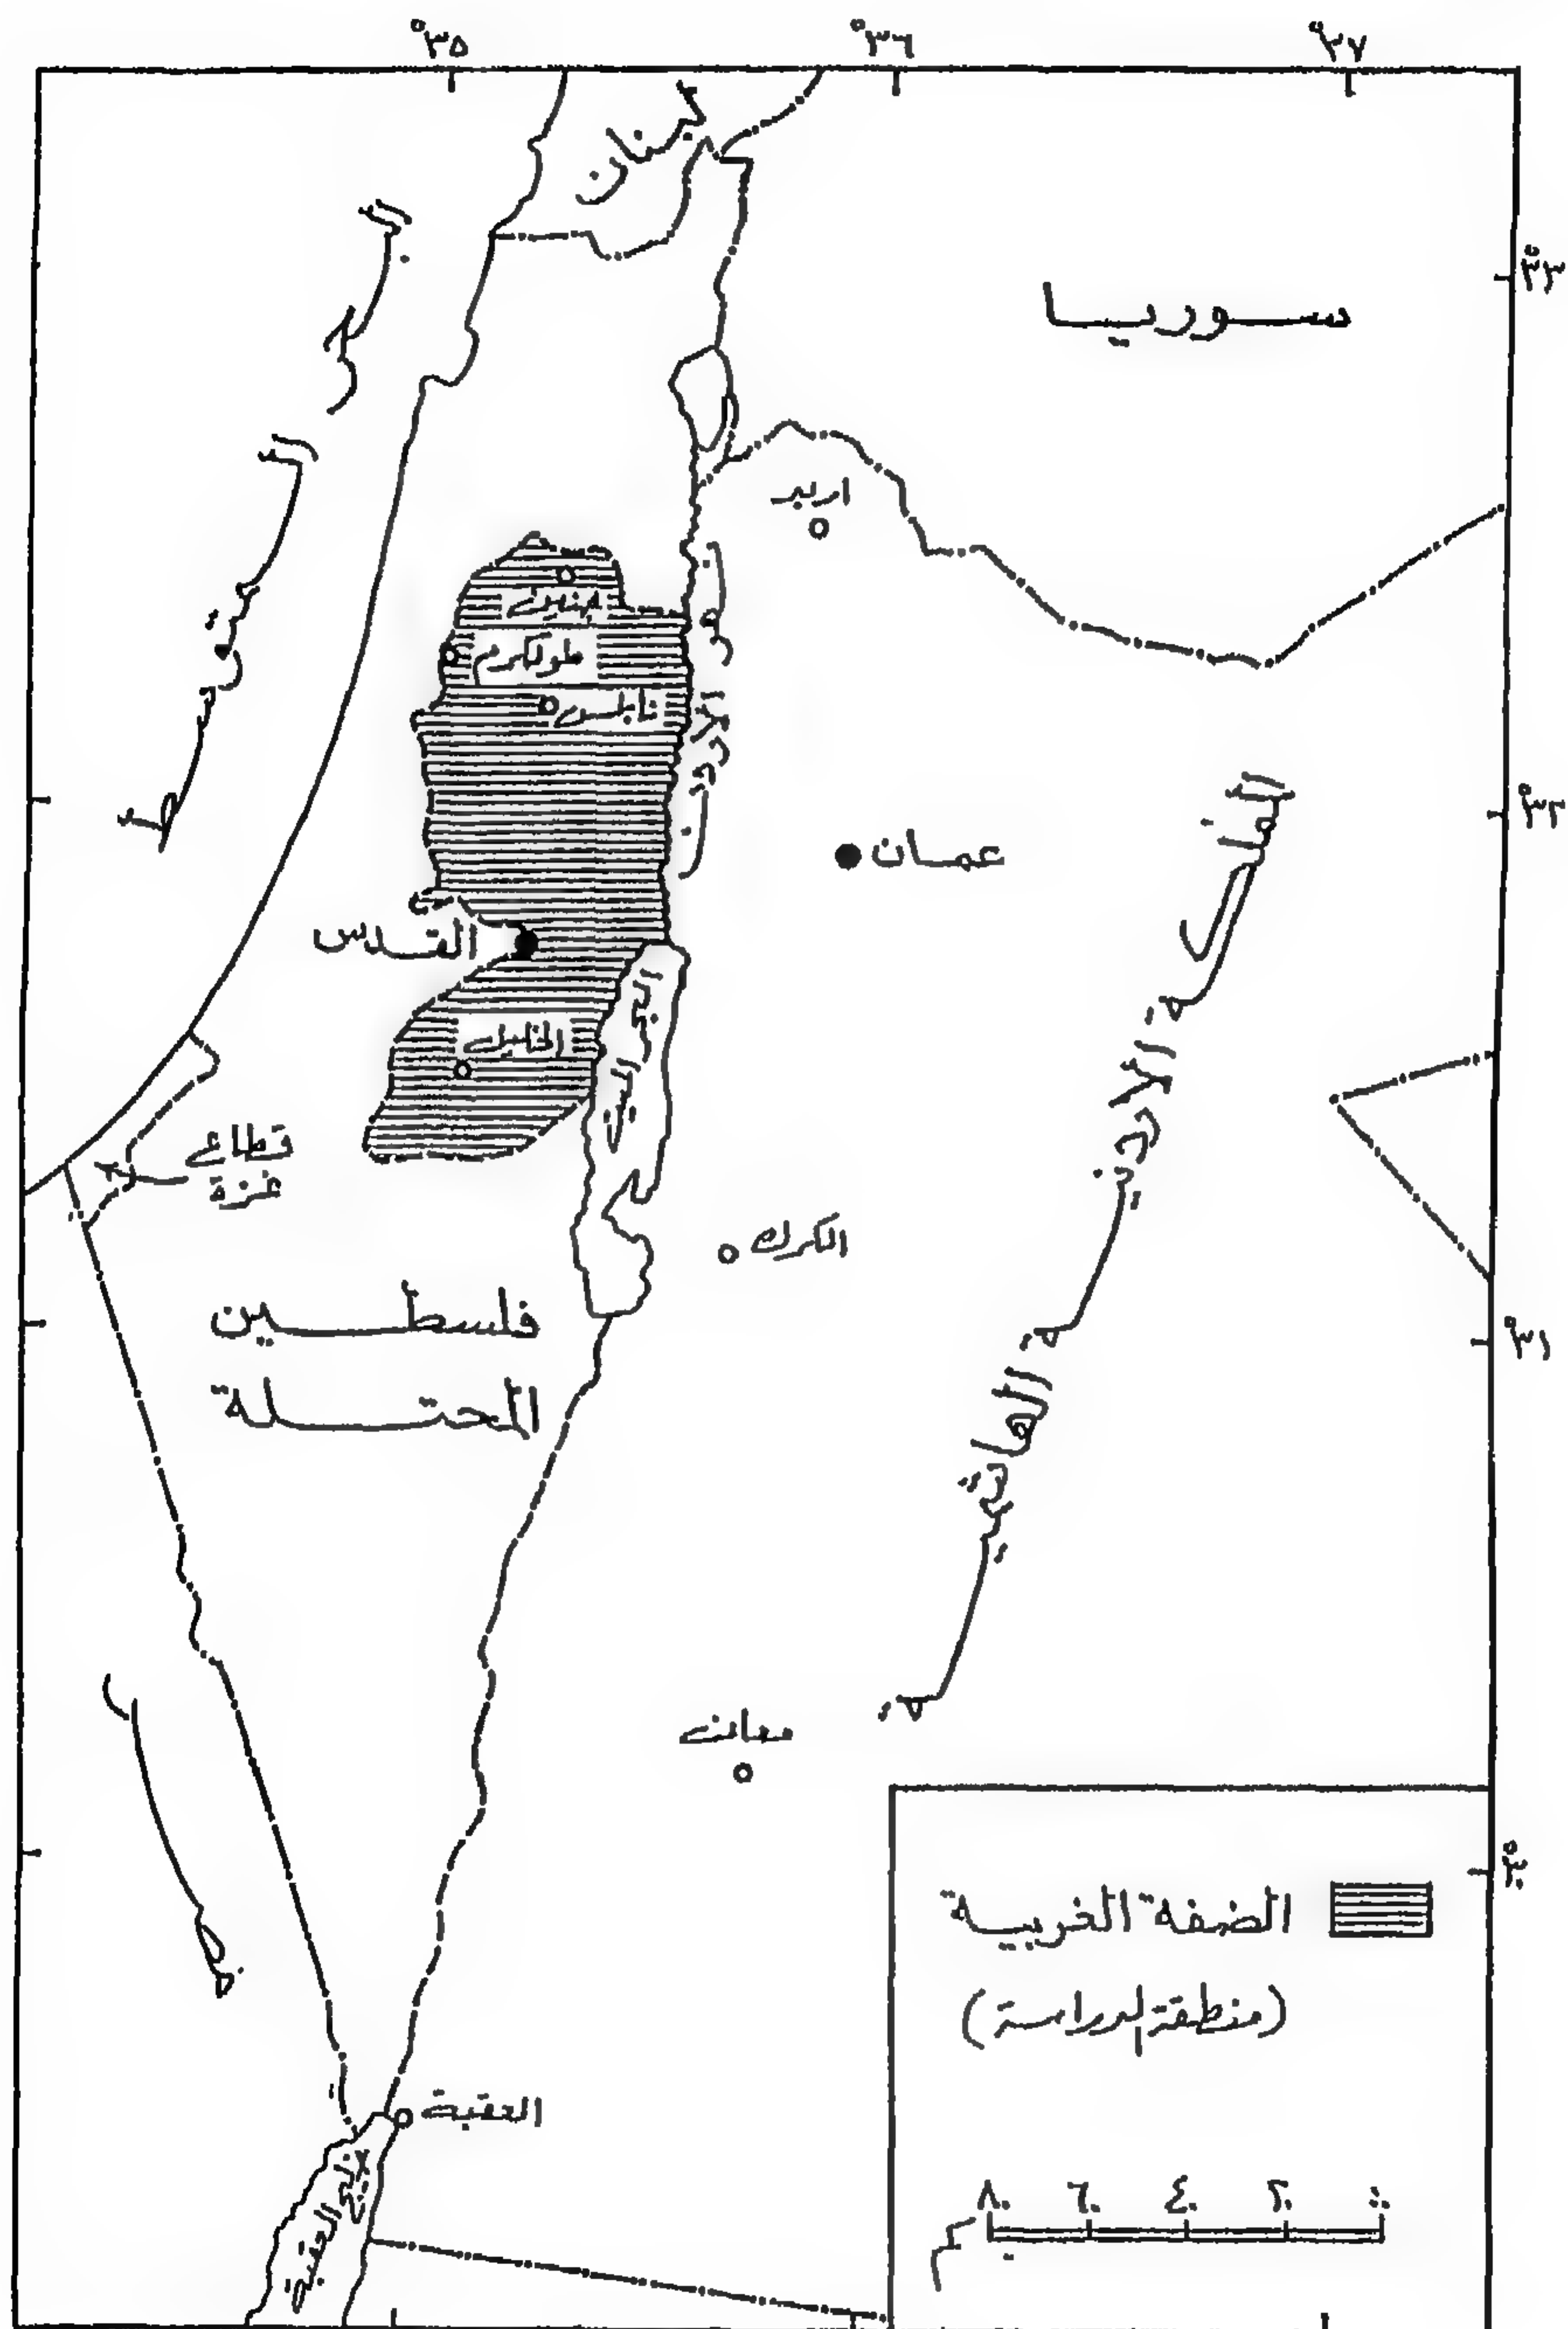 °٣٥
°٣٦
°٣٧
لبنان
°٣٣
سوريا
البحر
المتوسط
اربد
جنين
طولكرم
نابلس
نهر
الأردن
°٣٢
عمان
القدس
المملكة
الأردنية
الهاشمية
البحر الميت
الخليل
قطاع
غزة
الكرك
فلسطين
المحتلة
°٣١
معان
مصر
°٣٠
الضفة الغربية
(منطقة الدراسة)
العقبة
خليج العقبة
٨٠ ٦٠ ٤٠ ٢٠ ٠
كم